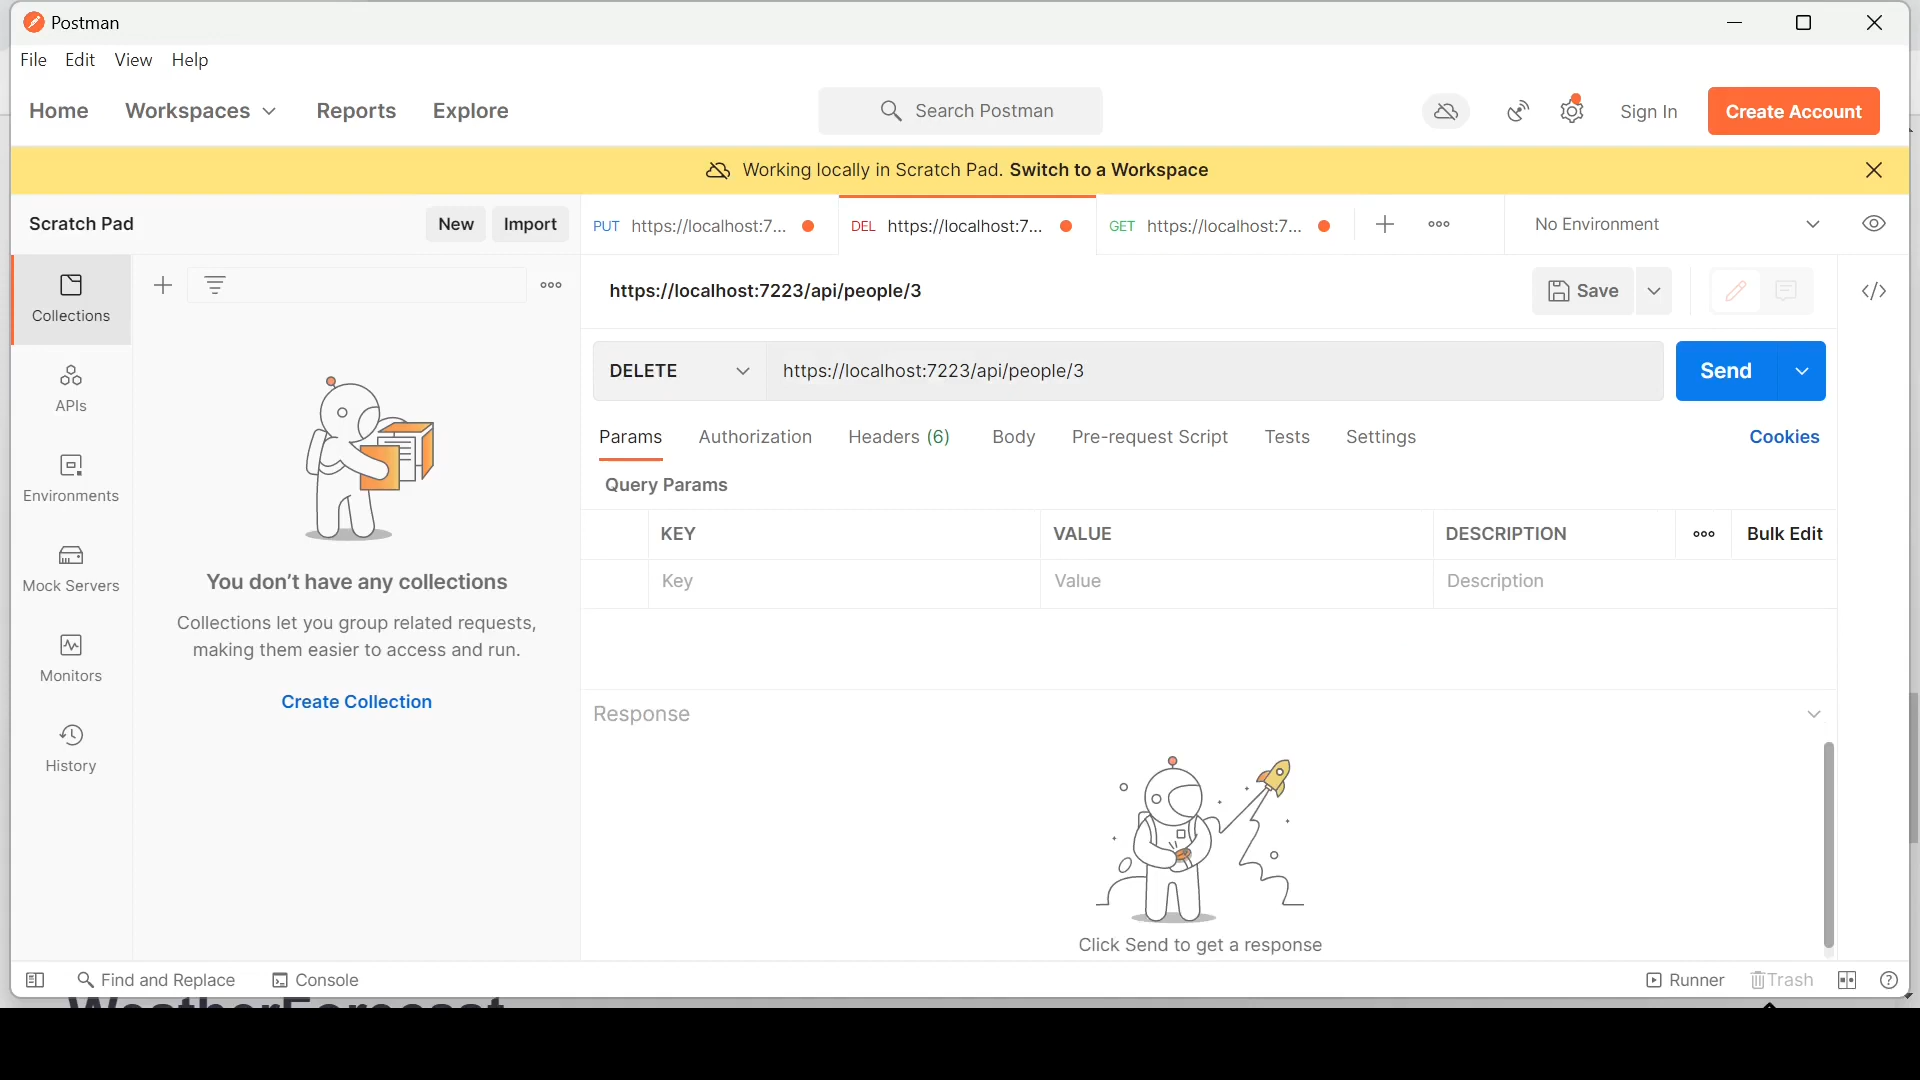 Postman
File Edit View Help
Home Workspaces Reports Explore Search Postman Sign In Create Account
Working locally in Scratch Pad. Switch to a Workspace
Scratch Pad New Import PUT https://localhost:7... DEL https://localhost:7... GET https://localhost:7... No Environment
Collections
https://localhost:7223/api/people/3 Save
APIs
DELETE https://localhost:7223/api/people/3 Send
Params Authorization Headers (6) Body Pre-request Script Tests Settings Cookies
Environments
Query Params
KEY VALUE DESCRIPTION Bulk Edit
Mock Servers
Key Value Description
You don't have any collections
Collections let you group related requests,
making them easier to access and run.
Monitors
Create Collection
Response
History
Click Send to get a response
Find and Replace Console Runner Trash
WeatherForecast